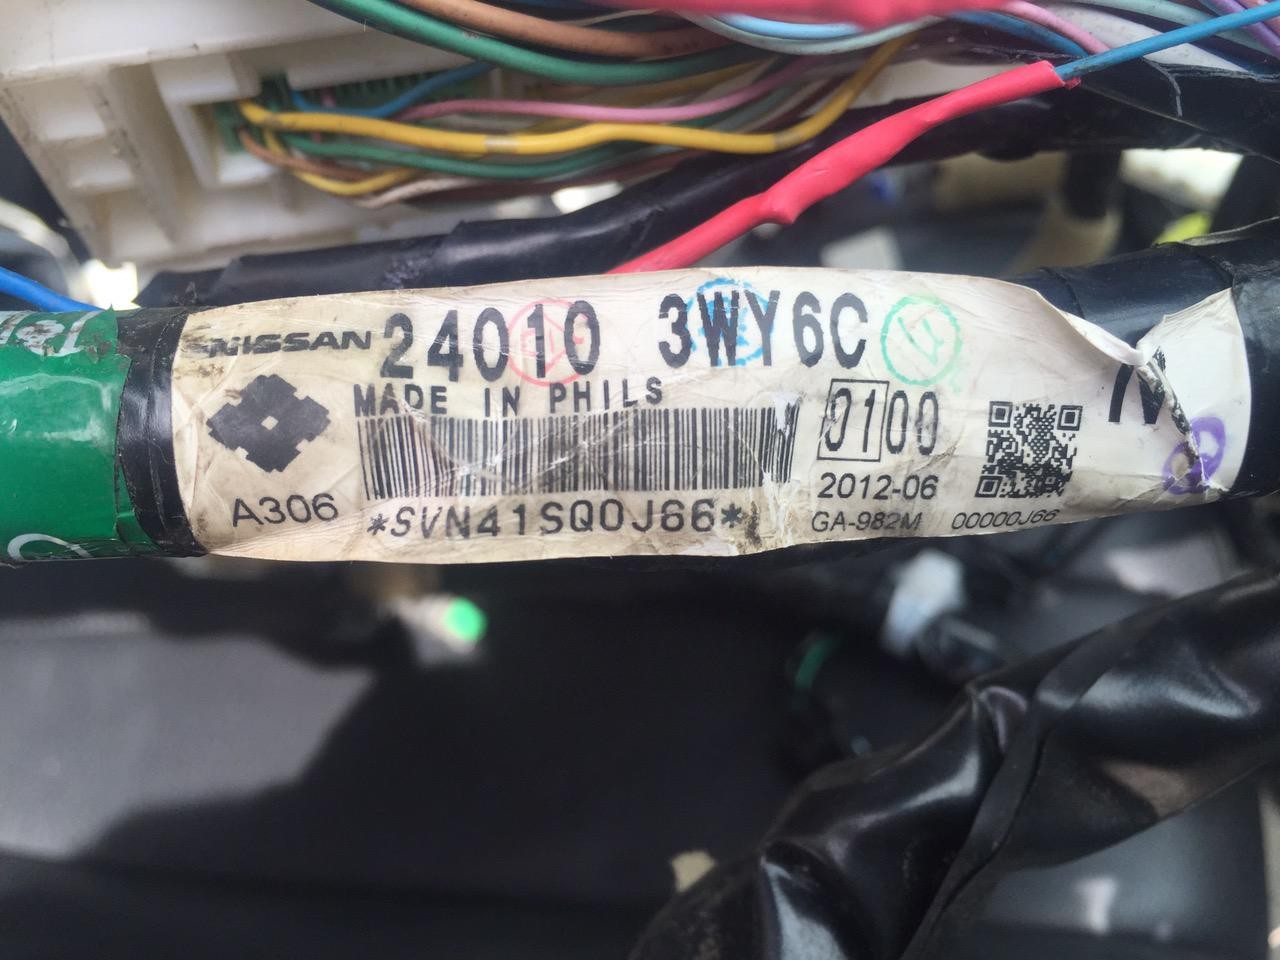 NISSAN 24010 3WY6C
MADE IN PHILS
0100
A306
*SVN41SQ0J66*
2012-06
GA-982M 00000J66